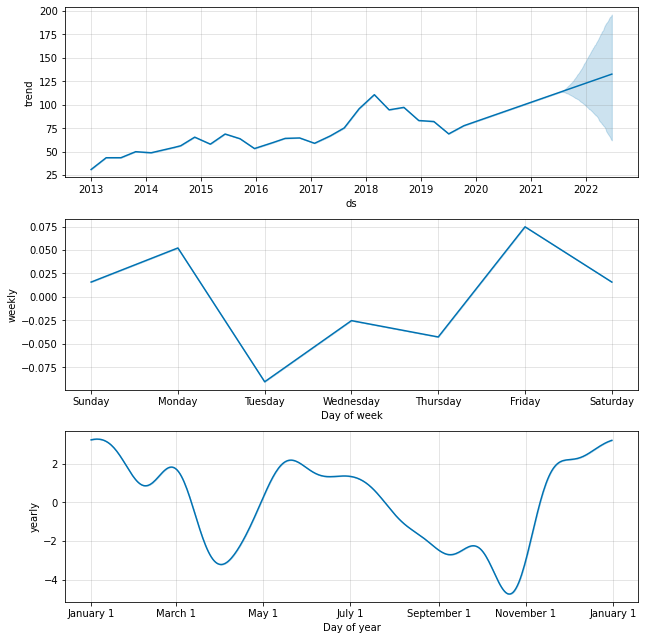 200
175
150
125
100
75
50
25
trend
2013 2014 2015 2016 2017 2018 2019 2020 2021 2022
ds
0.075
0.050
0.025
0.000
−0.025
−0.050
−0.075
weekly
Sunday Monday Tuesday Wednesday Thursday Friday Saturday
Day of week
2
0
−2
−4
yearly
January 1 March 1 May 1 July 1 September 1 November 1 January 1
Day of year